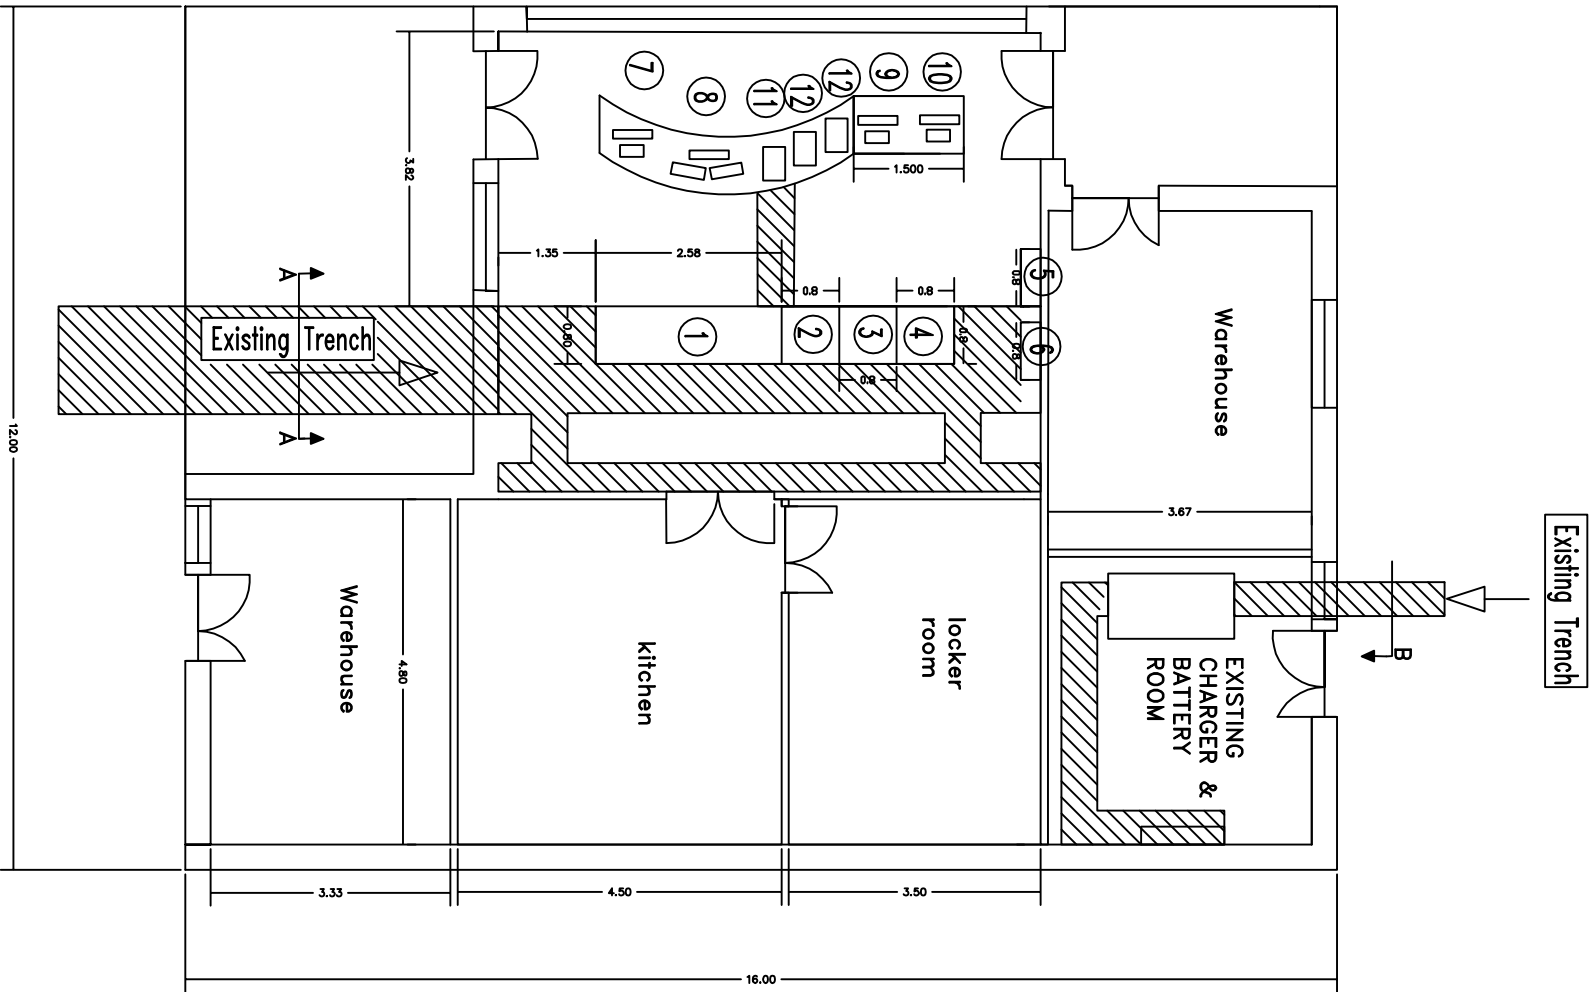 7
8
11
12
12
9
10
1.500
3.82
1.35
2.58
0.8
0.8
0.8
5
A
Existing Trench
0.80
1
2
3
4
0.8
0.8
6
0.8
A
Warehouse
12.00
3.67
Existing Trench
B
Warehouse
4.80
kitchen
locker
room
EXISTING
CHARGER &
BATTERY
ROOM
3.33
4.50
3.50
16.00